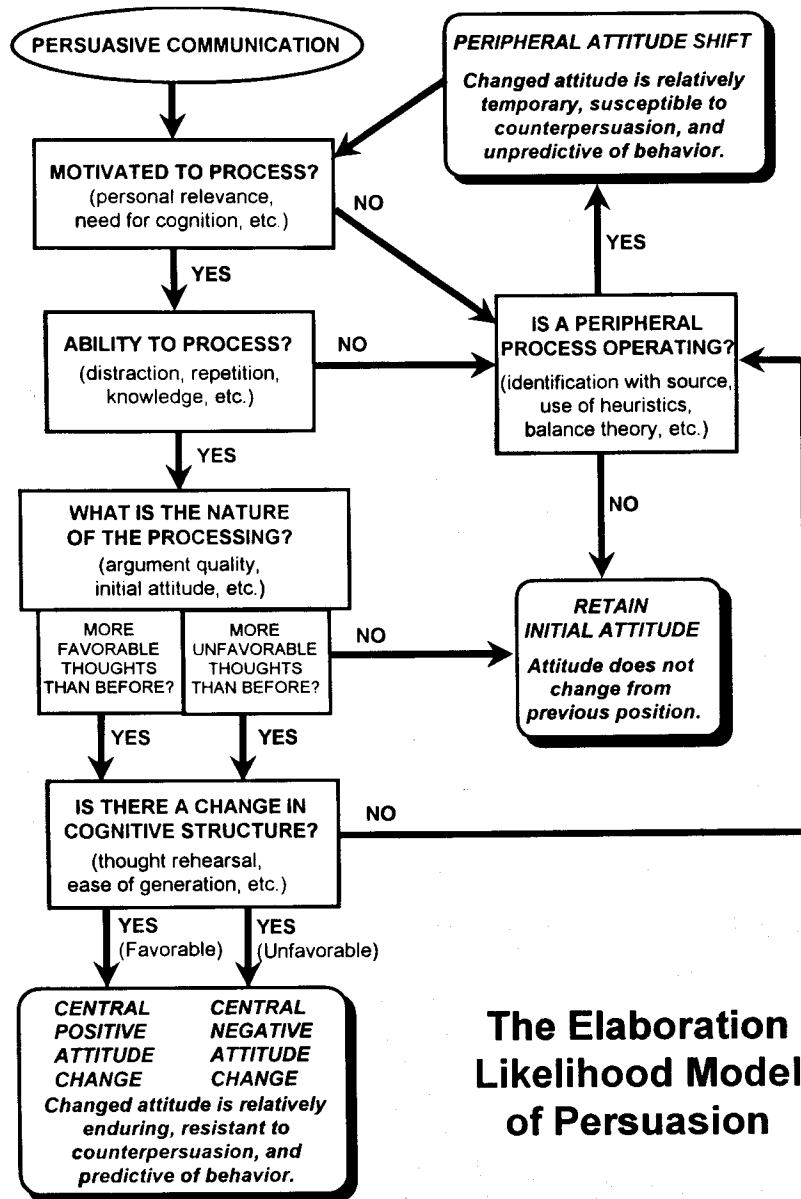 PERSUASIVE COMMUNICATION
PERIPHERAL ATTITUDE SHIFT
Changed attitude is relatively
temporary, susceptible to
counterpersuasion, and
unpredictive of behavior.
MOTIVATED TO PROCESS?
(personal relevance,
need for cognition, etc.)
NO
YES
YES
ABILITY TO PROCESS?
(distraction, repetition,
knowledge, etc.)
NO
IS A PERIPHERAL
PROCESS OPERATING?
(identification with source,
use of heuristics,
balance theory, etc.)
YES
NO
WHAT IS THE NATURE
OF THE PROCESSING?
(argument quality,
initial attitude, etc.)
MORE
FAVORABLE
THOUGHTS
THAN BEFORE?
MORE
UNFAVORABLE
THOUGHTS
THAN BEFORE?
NO
RETAIN
INITIAL ATTITUDE
Attitude does not
change from
previous position.
YES
YES
IS THERE A CHANGE IN
COGNITIVE STRUCTURE?
(thought rehearsal,
ease of generation, etc.)
NO
YES
(Favorable)
YES
(Unfavorable)
CENTRAL
POSITIVE
ATTITUDE
CHANGE
CENTRAL
NEGATIVE
ATTITUDE
CHANGE
Changed attitude is relatively
enduring, resistant to
counterpersuasion, and
predictive of behavior.
The Elaboration
Likelihood Model
of Persuasion